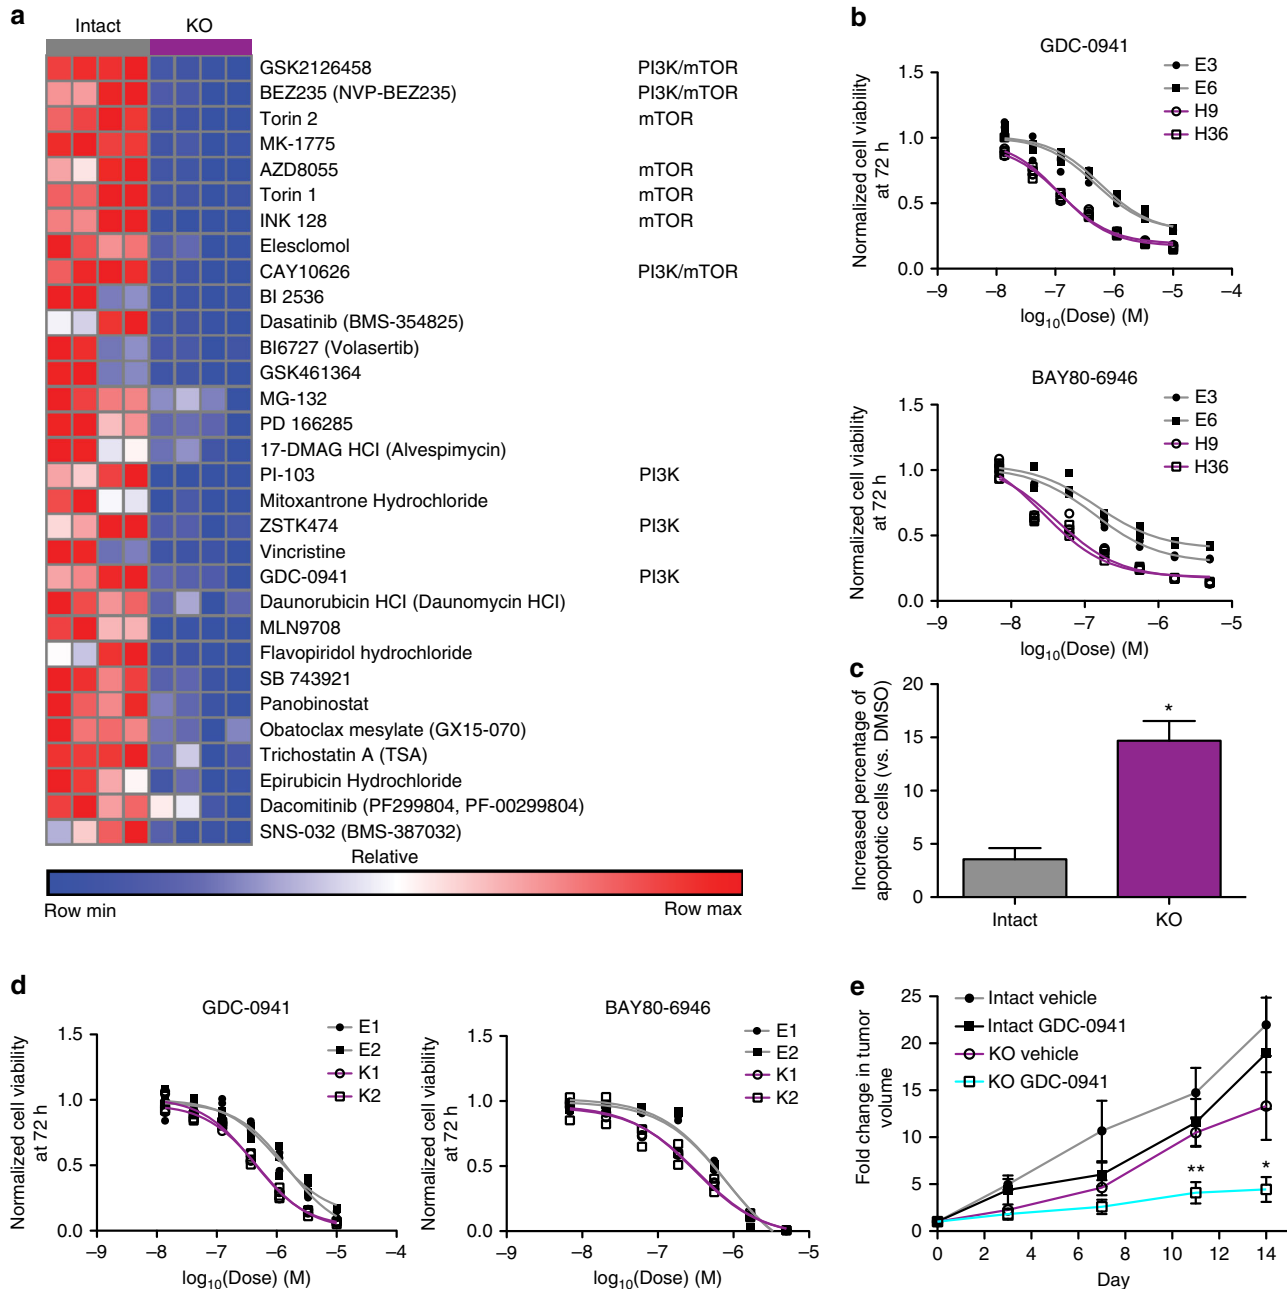 a
Intact KO
GSK2126458 PI3K/mTOR
BEZ235 (NVP-BEZ235) PI3K/mTOR
Torin 2 mTOR
MK-1775
AZD8055 mTOR
Torin 1 mTOR
INK 128 mTOR
Elesclomol
CAY10626 PI3K/mTOR
BI 2536
Dasatinib (BMS-354825)
BI6727 (Volasertib)
GSK461364
MG-132
PD 166285
17-DMAG HCl (Alvespimycin)
PI-103 PI3K
Mitoxantrone Hydrochloride
ZSTK474 PI3K
Vincristine
GDC-0941 PI3K
Daunorubicin HCl (Daunomycin HCl)
MLN9708
Flavopiridol hydrochloride
SB 743921
Panobinostat
Obatoclax mesylate (GX15-070)
Trichostatin A (TSA)
Epirubicin Hydrochloride
Dacomitinib (PF299804, PF-00299804)
SNS-032 (BMS-387032)
Relative
Row min Row max
b
GDC-0941
E3
E6
H9
H36
Normalized cell viability
at 72 h
1.5
1.0
0.5
0.0
–9 –8 –7 –6 –5 –4
log10(Dose) (M)
BAY80-6946
E3
E6
H9
H36
Normalized cell viability
at 72 h
1.5
1.0
0.5
0.0
–9 –8 –7 –6 –5
log10(Dose) (M)
c
Increased percentage of
apoptotic cells (vs. DMSO)
20
15
10
5
0
*
Intact KO
d
GDC-0941
E1
E2
K1
K2
Normalized cell viability
at 72 h
1.5
1.0
0.5
0.0
–9 –8 –7 –6 –5 –4
log10(Dose) (M)
BAY80-6946
E1
E2
K1
K2
Normalized cell viability
at 72 h
1.5
1.0
0.5
0.0
–9 –8 –7 –6 –5
log10(Dose) (M)
e
Intact vehicle
Intact GDC-0941
KO vehicle
KO GDC-0941
Fold change in tumor
volume
25
20
15
10
5
0
** *
0 2 4 6 8 10 12 14
Day